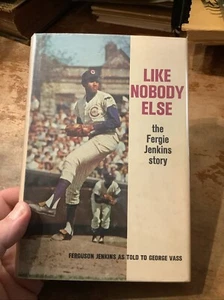 LIKE
NOBODY
ELSE
the
Fergie
Jenkins
story
FERGUSON JENKINS AS TOLD TO GEORGE VASS